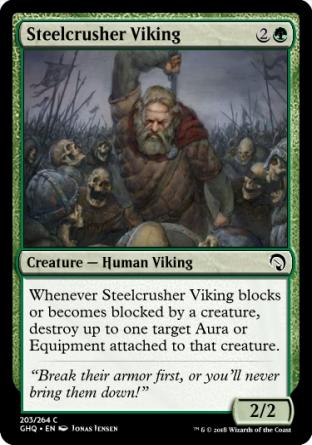 Steelcrusher Viking 2
Creature — Human Viking
Whenever Steelcrusher Viking blocks
or becomes blocked by a creature,
destroy up to one target Aura or
Equipment attached to that creature.
“Break their armor first, or you'll never
bring them down!”
2/2
203/264 C
GHQ • EN Jonas Jensen
™ & © 2018 Wizards of the Coast